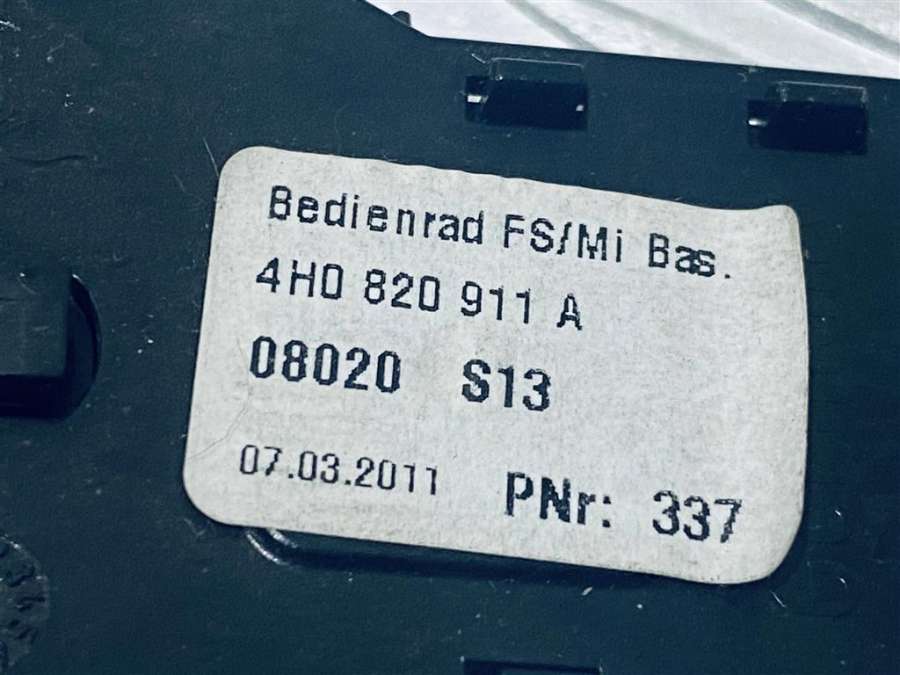 Bedienrad FS/Mi Bas.
4H0 820 911 A
08020 S13
07.03.2011 PNr: 337